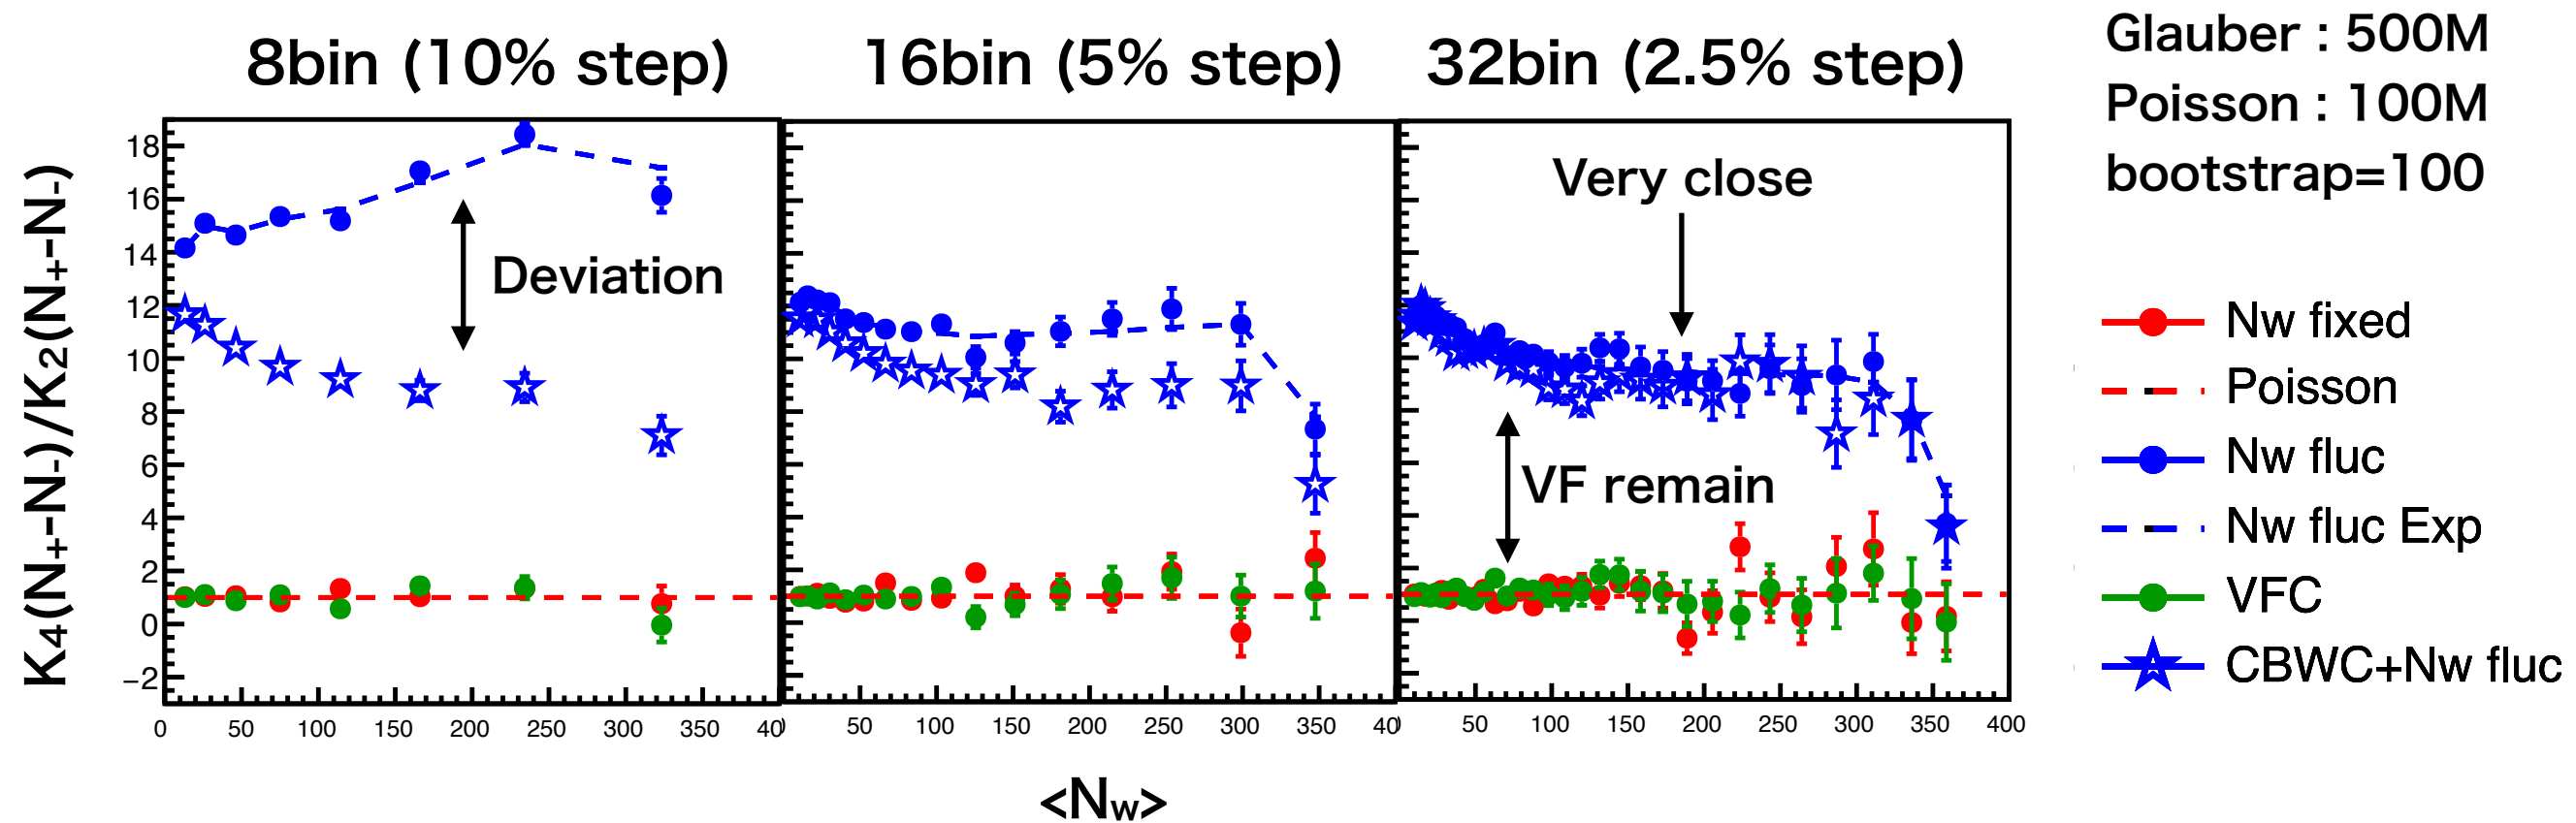 8bin (10% step)
16bin (5% step)
32bin (2.5% step)
Glauber : 500M
Poisson : 100M
bootstrap=100
K4(N+-N-)/K2(N+-N-)
18
16
14
12
10
8
6
4
2
0
−2
Deviation
Very close
VF remain
0 50 100 150 200 250 300 350 40
50 100 150 200 250 300 350 40
50 100 150 200 250 300 350 400
<Nw>
Nw fixed
Poisson
Nw fluc
Nw fluc Exp
VFC
CBWC+Nw fluc